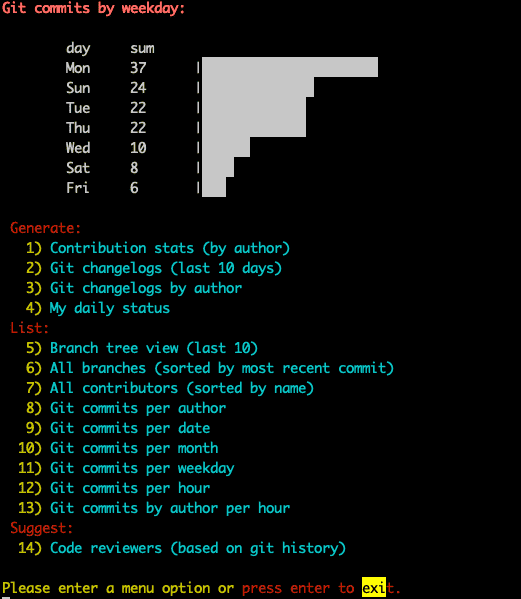 Git commits by weekday:
day sum
Mon 37 |
Sun 24 |
Tue 22 |
Thu 22 |
Wed 10 |
Sat 8 |
Fri 6 |
Generate:
1) Contribution stats (by author)
2) Git changelogs (last 10 days)
3) Git changelogs by author
4) My daily status
List:
5) Branch tree view (last 10)
6) All branches (sorted by most recent commit)
7) All contributors (sorted by name)
8) Git commits per author
9) Git commits per date
10) Git commits per month
11) Git commits per weekday
12) Git commits per hour
13) Git commits by author per hour
Suggest:
14) Code reviewers (based on git history)
Please enter a menu option or press enter to exit.